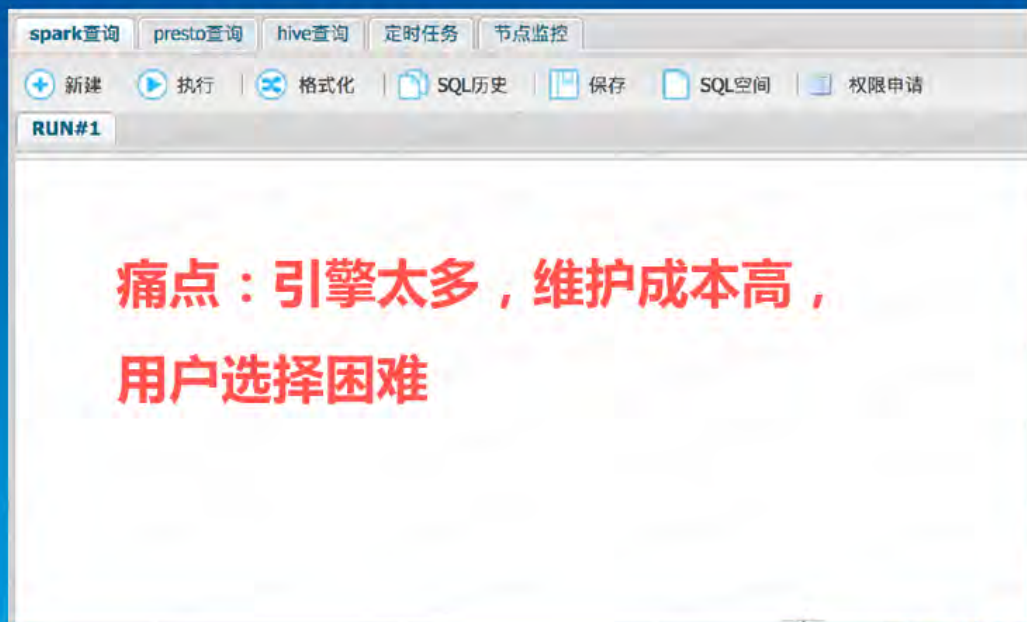 spark查询 presto查询 hive查询 定时任务 节点监控
新建 执行 格式化 SQL历史 保存 SQL空间 权限申请
RUN#1
痛点：引擎太多，维护成本高，
用户选择困难